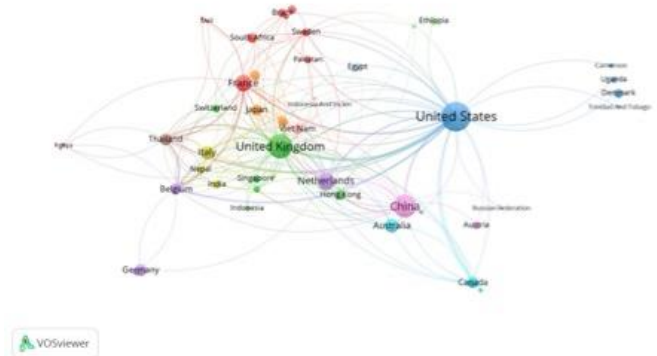 Brazil
Sweden
Ethiopia
South Africa
Pakistan
Egypt
Cameroon
Uganda
France
Denmark
Switzerland
Japan
Trinidad And Tobago
United States
Viet Nam
Thailand
United Kingdom
Italy
Nepal
Singapore
Netherlands
Belgium
India
Hong Kong
Indonesia
China
Russian Federation
Australia
Austria
Germany
Canada
VOSviewer